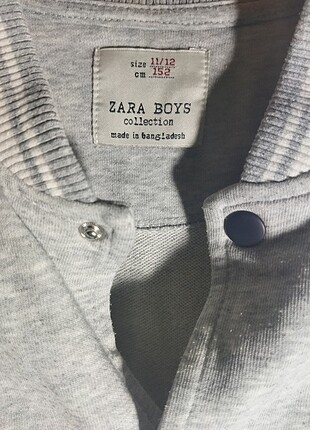 size 11/12
cm 152
ZARA BOYS
collection
made in bangladesh